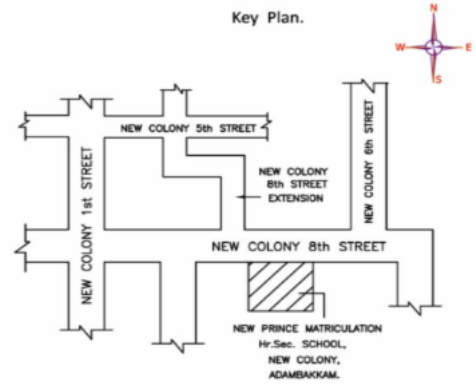 Key Plan.
N
W
E
S
NEW COLONY 5th STREET
NEW COLONY 1st STREET
NEW COLONY 6th STREET
NEW COLONY
8th STREET
EXTENSION
NEW COLONY 8th STREET
NEW PRINCE MATRICULATION
Hr.Sec. SCHOOL,
NEW COLONY,
ADAMBAKKAM.